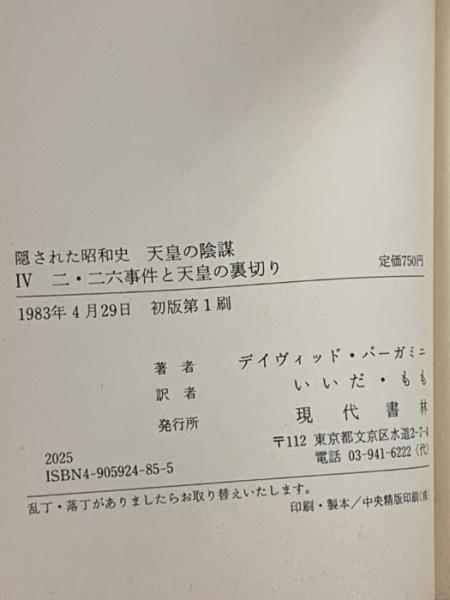 隠された昭和史 天皇の陰謀
IV 二・二六事件と天皇の裏切り 定価750円
1983年4月29日 初版第1刷
著者 デイヴィッド・バーガミニ
訳者 いいだ・もも
発行所 現代書林
〒112 東京都文京区水道2-7-4
電話 03-941-6222(代)
2025
ISBN4-905924-85-5
乱丁・落丁がありましたらお取り替えいたします。
印刷・製本/中央精版印刷(株)